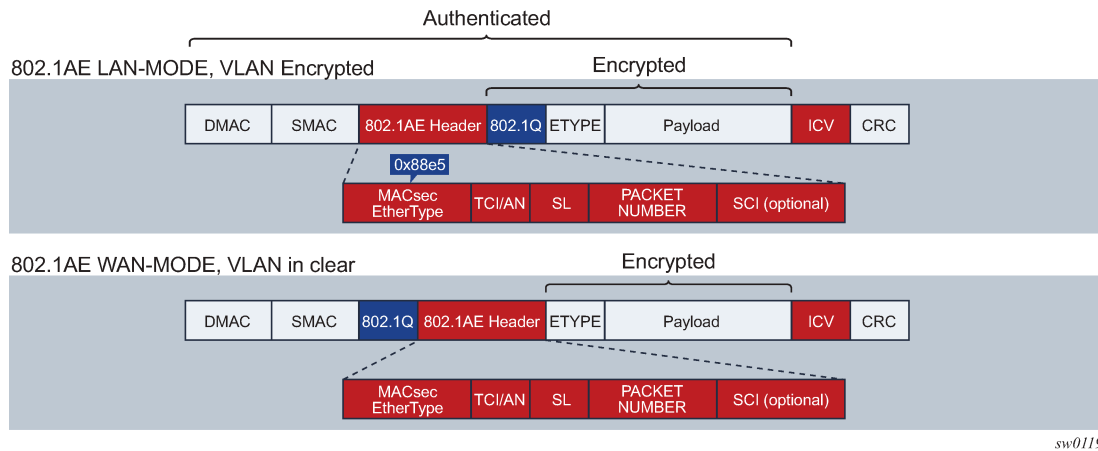 Authenticated
802.1AE LAN-MODE, VLAN Encrypted
Encrypted
DMAC SMAC 802.1AE Header 802.1Q ETYPE Payload ICV CRC
0x88e5
MACsec EtherType TCI/AN SL PACKET NUMBER SCI (optional)
802.1AE WAN-MODE, VLAN in clear
Encrypted
DMAC SMAC 802.1Q 802.1AE Header ETYPE Payload ICV CRC
MACsec EtherType TCI/AN SL PACKET NUMBER SCI (optional)
sw0119